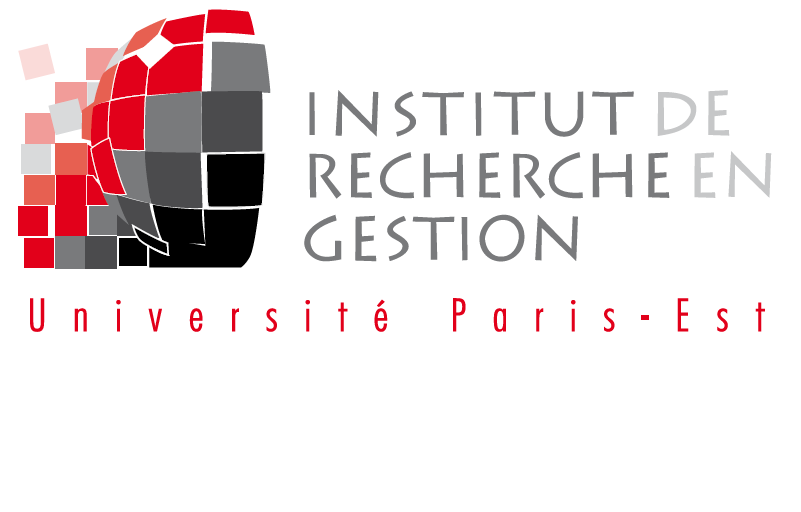 INSTITUT DE
RECHERCHE EN
GESTION
Université Paris-Est